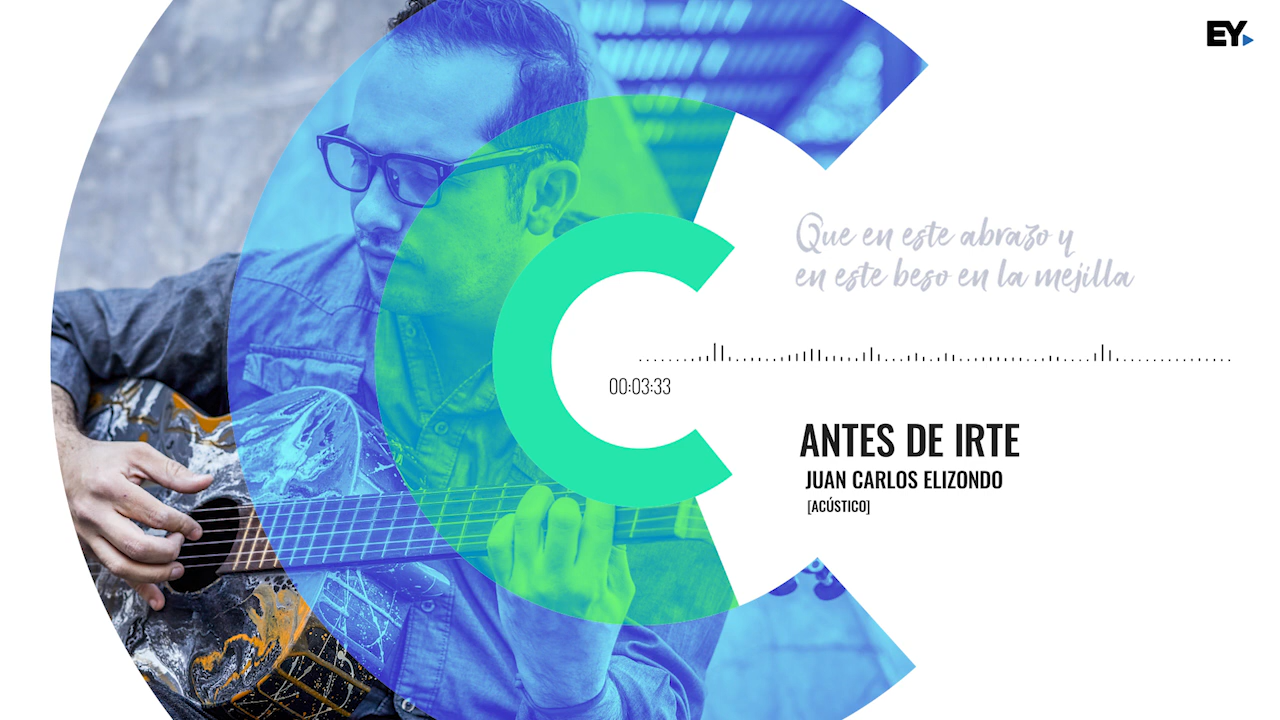 EY
Que en este abrazo y
en este beso en la mejilla
00:03:33
ANTES DE IRTE
JUAN CARLOS ELIZONDO
[ACÚSTICO]